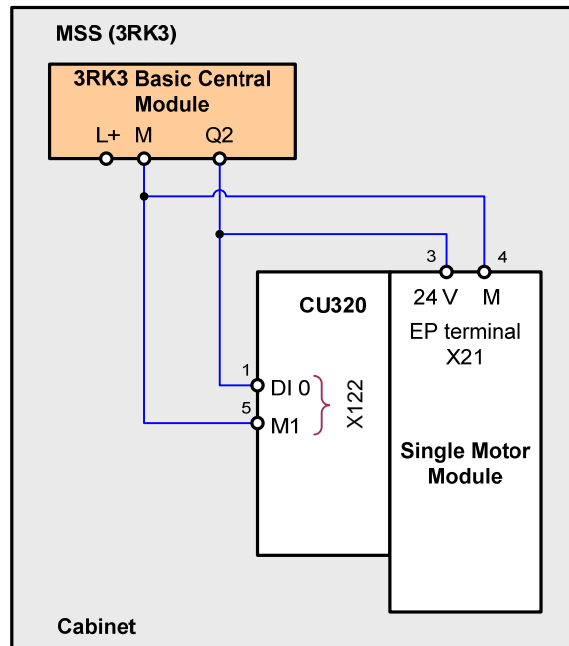 MSS (3RK3)
3RK3 Basic Central
Module
L+ M Q2
3 4
24 V M
CU320
EP terminal
X21
1
DI 0
X122
5
M1
Single Motor
Module
Cabinet